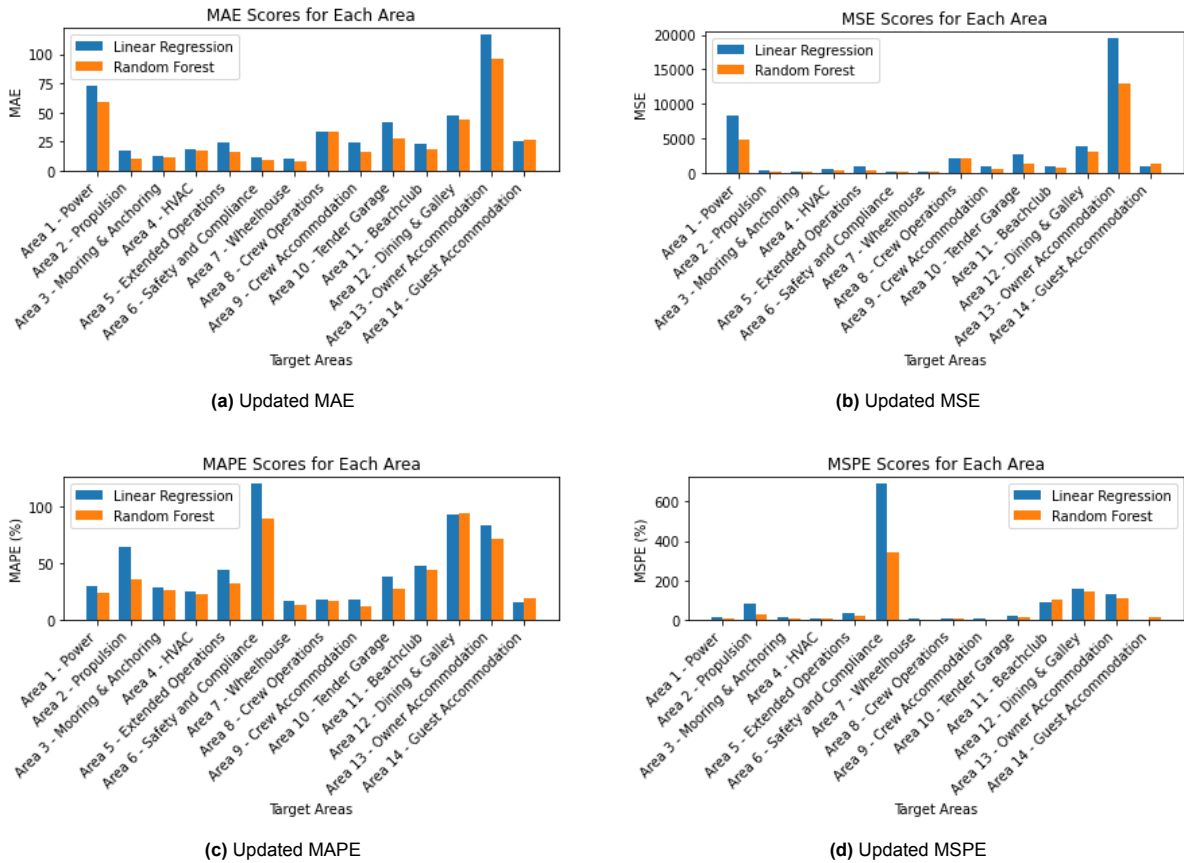 MAE Scores for Each Area
Linear Regression
Random Forest
MAE
100
75
50
25
0
Area 1 - Power
Area 2 - Propulsion
Area 3 - Mooring & Anchoring
Area 4 - HVAC
Area 5 - Extended Operations
Area 6 - Safety and Compliance
Area 7 - Wheelhouse
Area 8 - Crew Operations
Area 9 - Crew Accommodation
Area 10 - Tender Garage
Area 11 - Beachclub
Area 12 - Dining & Galley
Area 13 - Owner Accommodation
Area 14 - Guest Accommodation
Target Areas
(a) Updated MAE
MSE Scores for Each Area
Linear Regression
Random Forest
MSE
20000
15000
10000
5000
0
Area 1 - Power
Area 2 - Propulsion
Area 3 - Mooring & Anchoring
Area 4 - HVAC
Area 5 - Extended Operations
Area 6 - Safety and Compliance
Area 7 - Wheelhouse
Area 8 - Crew Operations
Area 9 - Crew Accommodation
Area 10 - Tender Garage
Area 11 - Beachclub
Area 12 - Dining & Galley
Area 13 - Owner Accommodation
Area 14 - Guest Accommodation
Target Areas
(b) Updated MSE
MAPE Scores for Each Area
Linear Regression
Random Forest
MAPE (%)
100
50
0
Area 1 - Power
Area 2 - Propulsion
Area 3 - Mooring & Anchoring
Area 4 - HVAC
Area 5 - Extended Operations
Area 6 - Safety and Compliance
Area 7 - Wheelhouse
Area 8 - Crew Operations
Area 9 - Crew Accommodation
Area 10 - Tender Garage
Area 11 - Beachclub
Area 12 - Dining & Galley
Area 13 - Owner Accommodation
Area 14 - Guest Accommodation
Target Areas
(c) Updated MAPE
MSPE Scores for Each Area
Linear Regression
Random Forest
MSPE (%)
600
400
200
0
Area 1 - Power
Area 2 - Propulsion
Area 3 - Mooring & Anchoring
Area 4 - HVAC
Area 5 - Extended Operations
Area 6 - Safety and Compliance
Area 7 - Wheelhouse
Area 8 - Crew Operations
Area 9 - Crew Accommodation
Area 10 - Tender Garage
Area 11 - Beachclub
Area 12 - Dining & Galley
Area 13 - Owner Accommodation
Area 14 - Guest Accommodation
Target Areas
(d) Updated MSPE